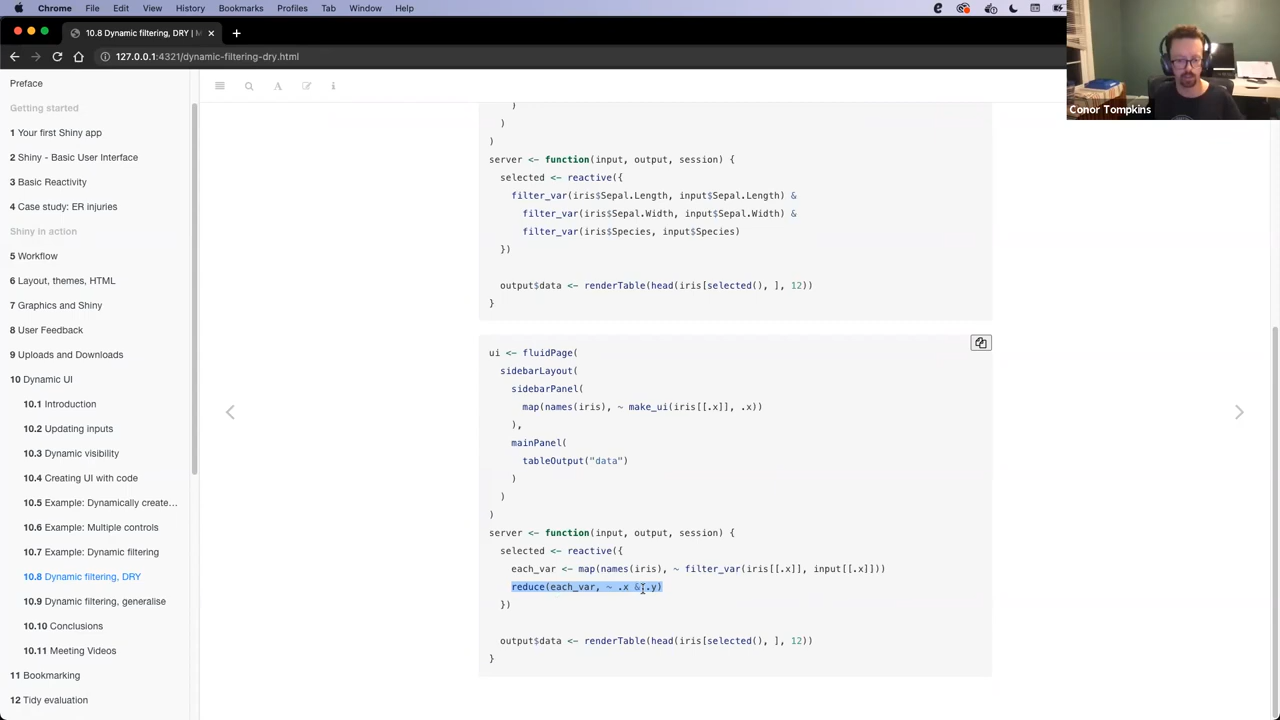 Chrome File Edit View History Bookmarks Profiles Tab Window Help
10.8 Dynamic filtering, DRY | M
127.0.0.1:4321/dynamic-filtering-dry.html
Conor Tompkins
Preface
Getting started
1 Your first Shiny app
2 Shiny - Basic User Interface
3 Basic Reactivity
4 Case study: ER injuries
Shiny in action
5 Workflow
6 Layout, themes, HTML
7 Graphics and Shiny
8 User Feedback
9 Uploads and Downloads
10 Dynamic UI
10.1 Introduction
10.2 Updating inputs
10.3 Dynamic visibility
10.4 Creating UI with code
10.5 Example: Dynamically create…
10.6 Example: Multiple controls
10.7 Example: Dynamic filtering
10.8 Dynamic filtering, DRY
10.9 Dynamic filtering, generalise
10.10 Conclusions
10.11 Meeting Videos
11 Bookmarking
12 Tidy evaluation
)
)
)
server <- function(input, output, session) {
selected <- reactive({
filter_var(iris$Sepal.Length, input$Sepal.Length) &
filter_var(iris$Sepal.Width, input$Sepal.Width) &
filter_var(iris$Species, input$Species)
})
output$data <- renderTable(head(iris[selected(), ], 12))
}
ui <- fluidPage(
sidebarLayout(
sidebarPanel(
map(names(iris), ~ make_ui(iris[[.x]], .x))
),
mainPanel(
tableOutput("data")
)
)
)
server <- function(input, output, session) {
selected <- reactive({
each_var <- map(names(iris), ~ filter_var(iris[[.x]], input[[.x]]))
reduce(each_var, ~ .x & .y)
})
output$data <- renderTable(head(iris[selected(), ], 12))
}